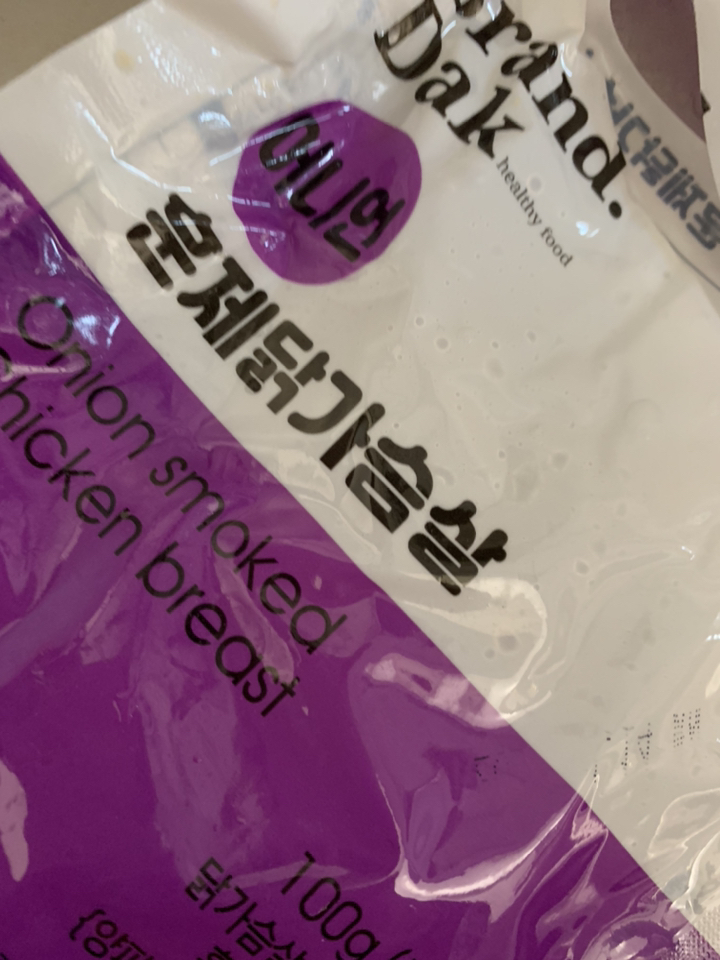 Brand.
Dak
healthy food
어니언
훈제닭가슴살
Onion smoked
chicken breast
100g
닭가슴살